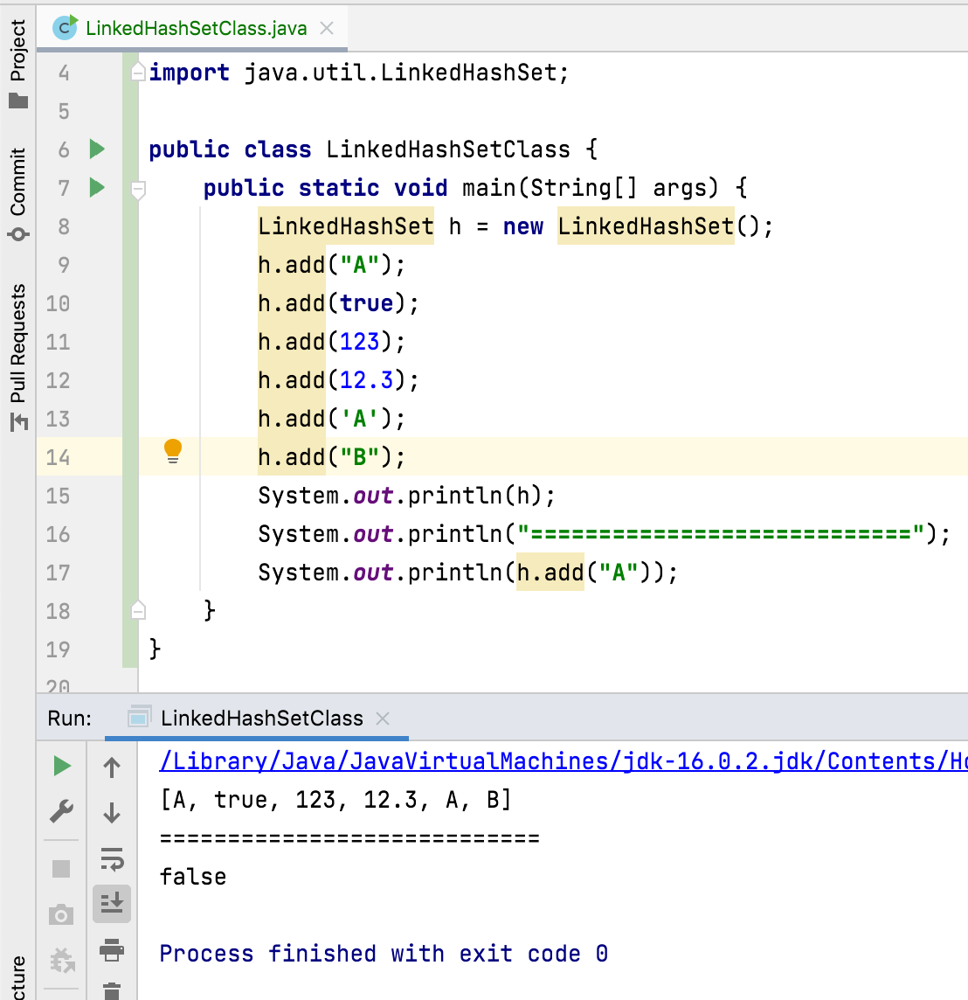 LinkedHashSetClass.java
Project
Commit
Pull Requests
4 import java.util.LinkedHashSet;
5
6 public class LinkedHashSetClass {
7 public static void main(String[] args) {
8 LinkedHashSet h = new LinkedHashSet();
9 h.add("A");
10 h.add(true);
11 h.add(123);
12 h.add(12.3);
13 h.add('A');
14 h.add("B");
15 System.out.println(h);
16 System.out.println("============================");
17 System.out.println(h.add("A"));
18 }
19 }
20
Run: LinkedHashSetClass
/Library/Java/JavaVirtualMachines/jdk-16.0.2.jdk/Contents/Ho
[A, true, 123, 12.3, A, B]
============================
false
Process finished with exit code 0
cture